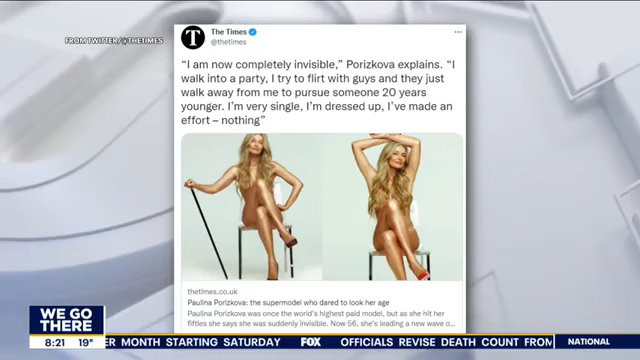 FROM TWITTER/@THETIMES
The Times
@thetimes
“I am now completely invisible,” Porizkova explains. “I
walk into a party, I try to flirt with guys and they just
walk away from me to pursue someone 20 years
younger. I’m very single, I’m dressed up, I’ve made an
effort – nothing”
thetimes.co.uk
Paulina Porizkova: the supermodel who dared to look her age
Paulina Porizkova was once the world’s highest paid model, but as she hit her
fifties she says she was suddenly invisible. Now 56, she’s leading a new wave o...
WE GO
THERE
8:21 19°
ER MONTH STARTING SATURDAY FOX OFFICIALS REVISE DEATH COUNT FROM
NATIONAL